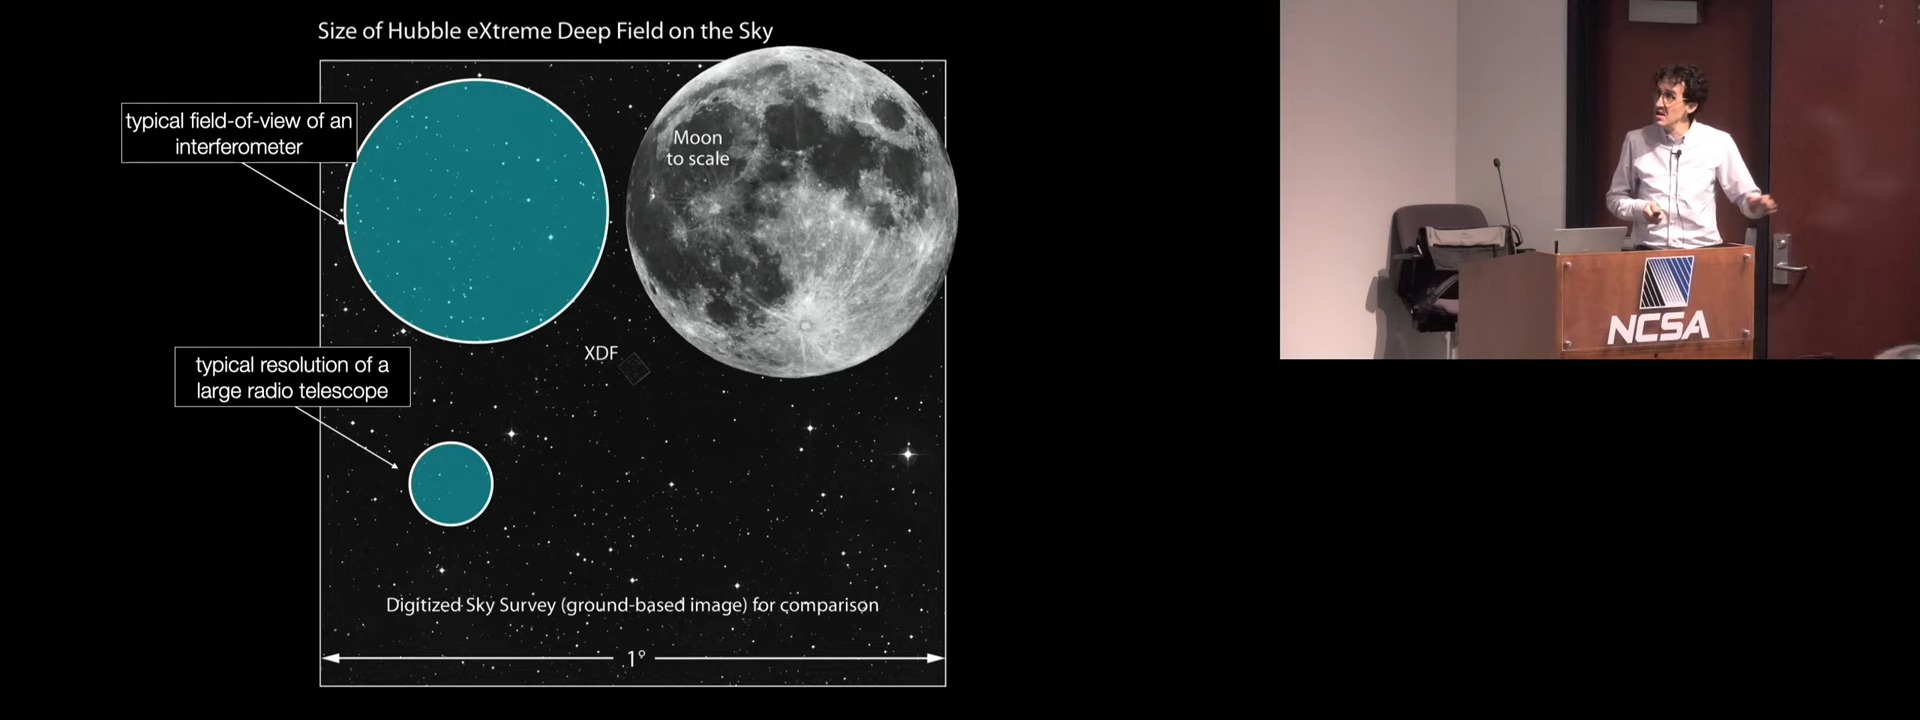 Size of Hubble eXtreme Deep Field on the Sky
typical field-of-view of an
interferometer
Moon
to scale
XDF
typical resolution of a
large radio telescope
Digitized Sky Survey (ground-based image) for comparison
1°
NCSA